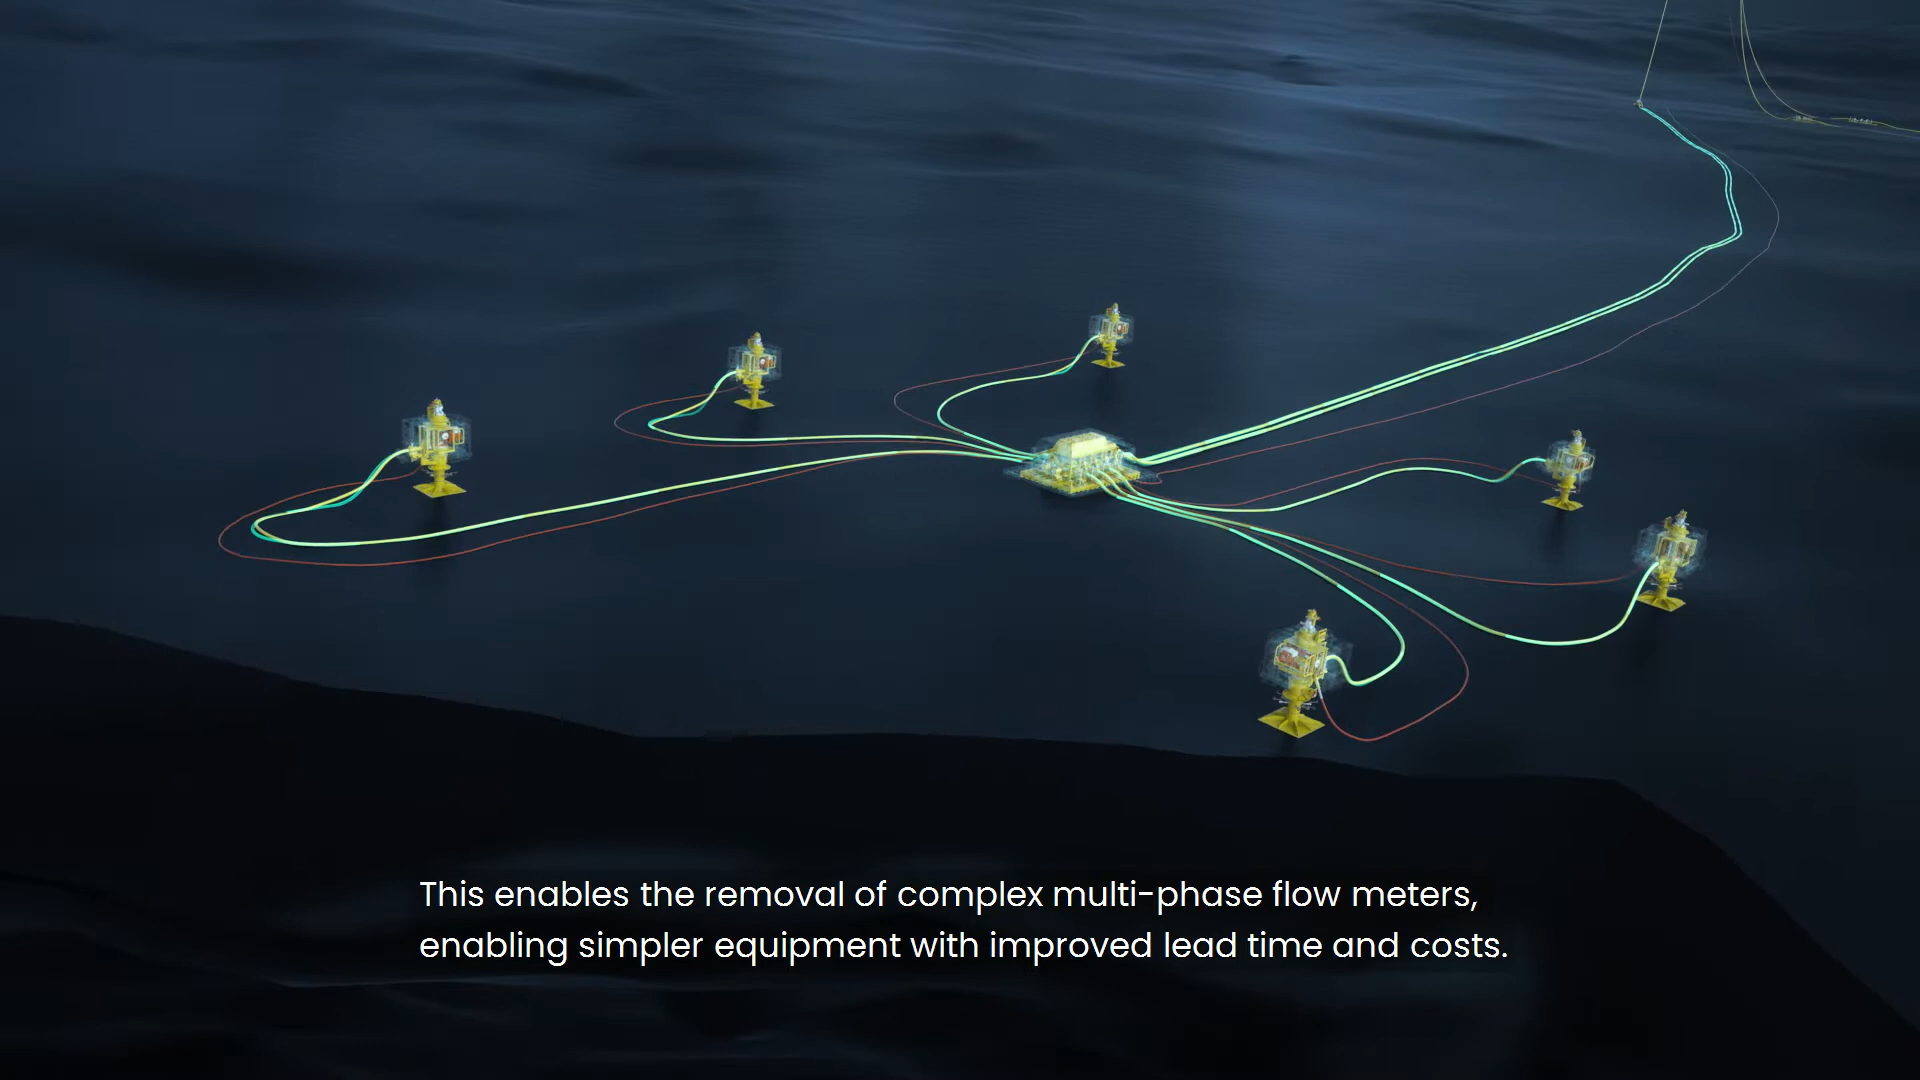 This enables the removal of complex multi-phase flow meters,
enabling simpler equipment with improved lead time and costs.